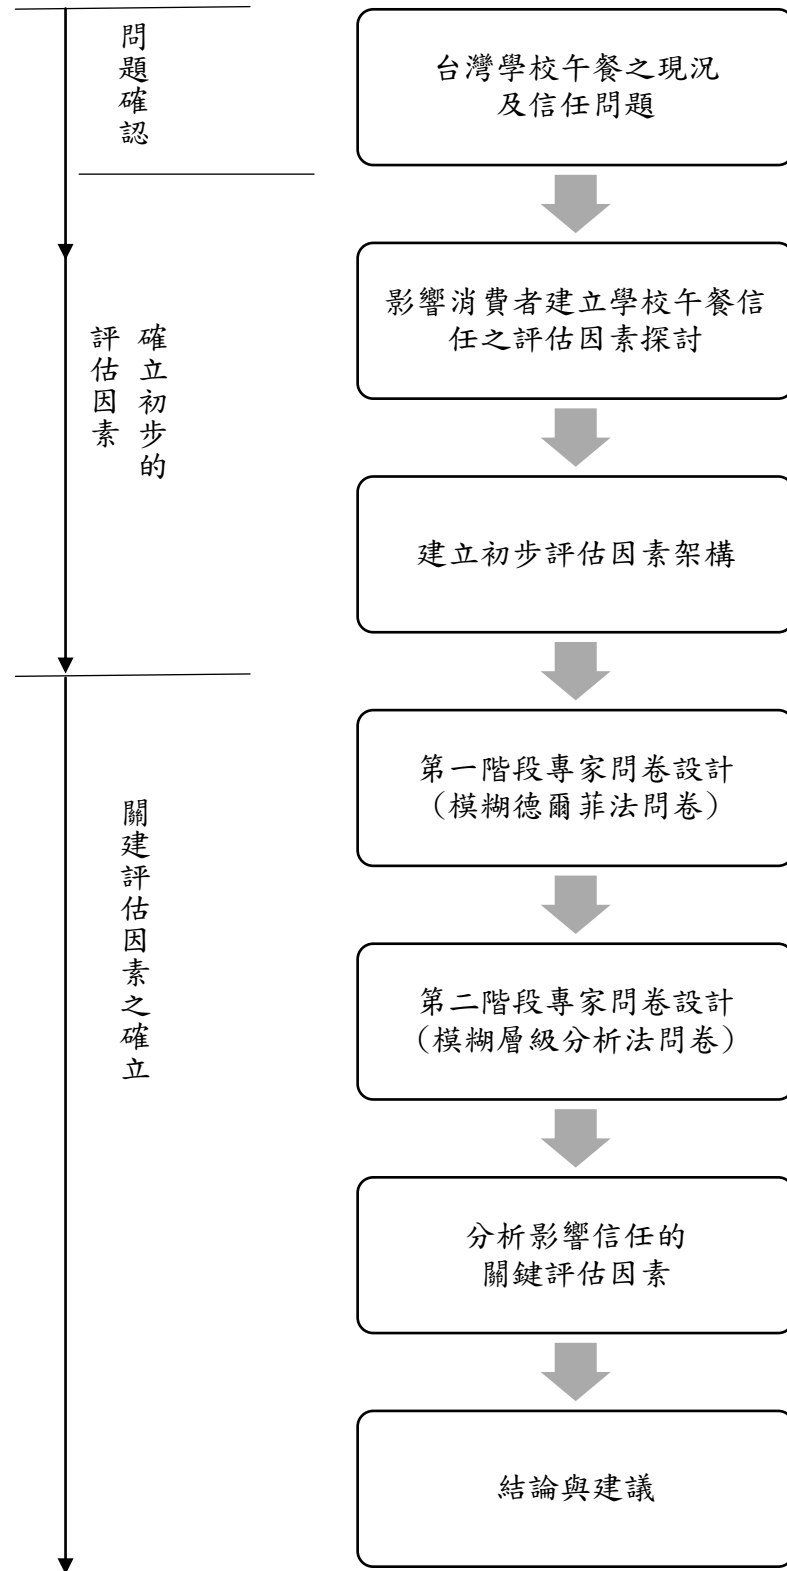 問題確認
台灣學校午餐之現況
及信任問題
確立初步的
評估因素
影響消費者建立學校午餐信
任之評估因素探討
建立初步評估因素架構
關建評估因素之確立
第一階段專家問卷設計
（模糊德爾菲法問卷）
第二階段專家問卷設計
（模糊層級分析法問卷）
分析影響信任的
關鍵評估因素
結論與建議